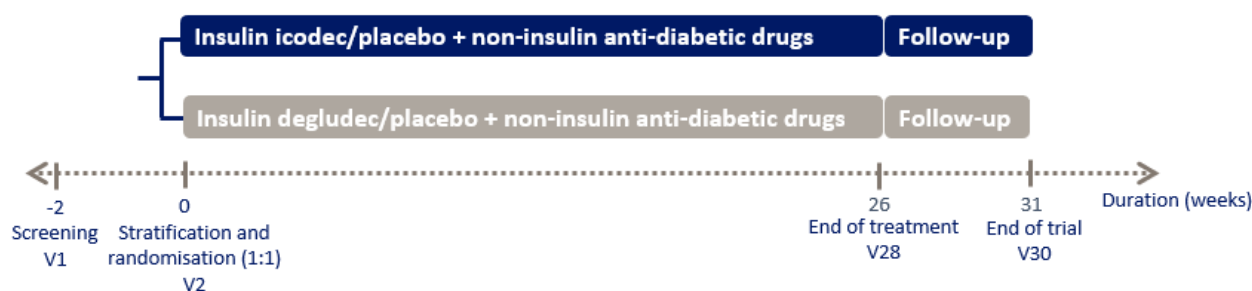 Insulin icodec/placebo + non-insulin anti-diabetic drugs
Follow-up
Insulin degludec/placebo + non-insulin anti-diabetic drugs
Follow-up
-2
Screening
V1
0
Stratification and
randomisation (1:1)
V2
26
End of treatment
V28
31
End of trial
V30
Duration (weeks)